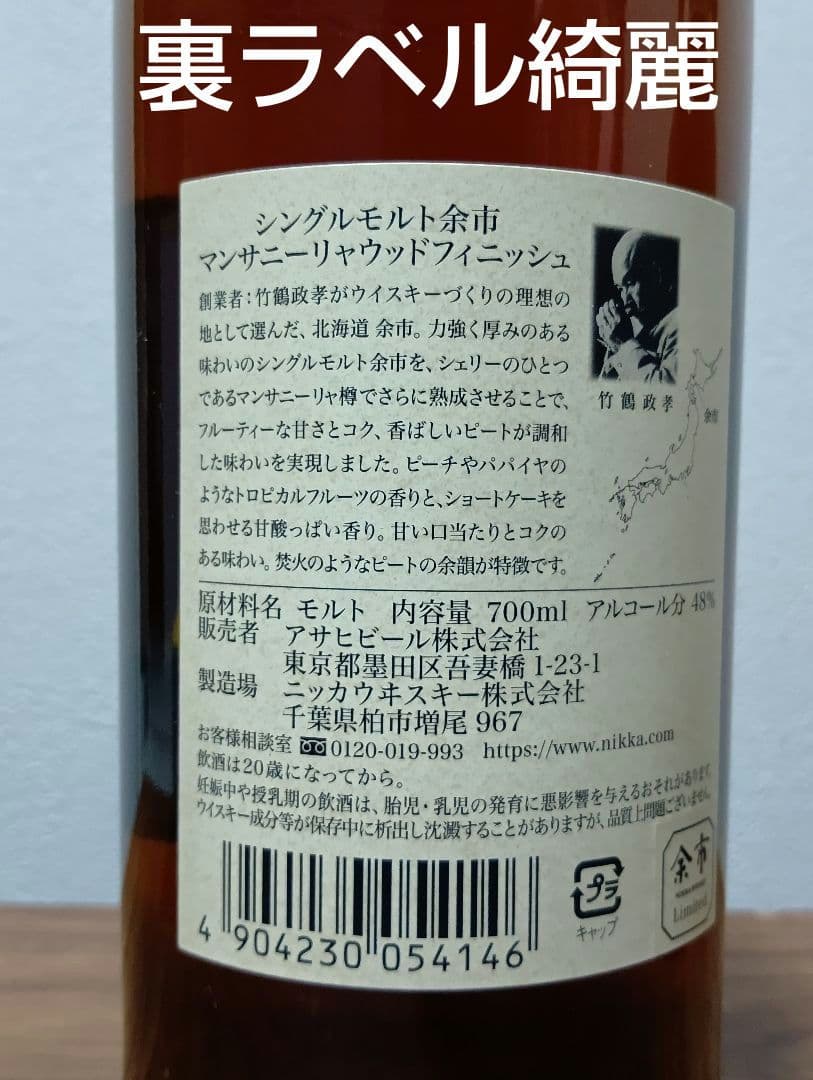 裏ラベル綺麗
シングルモルト余市
マンサニーリャウッドフィニッシュ
創業者:竹鶴政孝がウイスキーづくりの理想の
地として選んだ、北海道 余市。力強く厚みのある
味わいのシングルモルト余市を、シェリーのひとつ
であるマンサニーリャ樽でさらに熟成させることで、
フルーティーな甘さとコク、香ばしいピートが調和
した味わいを実現しました。ピーチやパパイヤの
ようなトロピカルフルーツの香りと、ショートケーキを
思わせる甘酸っぱい香り。甘い口当たりとコクの
ある味わい。焚火のようなピートの余韻が特徴です。
竹鶴政孝
余市
原材料名 モルト 内容量 700ml アルコール分 48%
販売者 アサヒビール株式会社
東京都墨田区吾妻橋 1-23-1
製造場 ニッカウヰスキー株式会社
千葉県柏市増尾 967
お客様相談室 0120-019-993 https://www.nikka.com
飲酒は20歳になってから。
妊娠中や授乳期の飲酒は、胎児・乳児の発育に悪影響を与えるおそれがあります。
ウイスキー成分等が保存中に析出し沈澱することがありますが、品質上問題ございません。
4 904230 054146
プラ
キャップ
余市
Limited